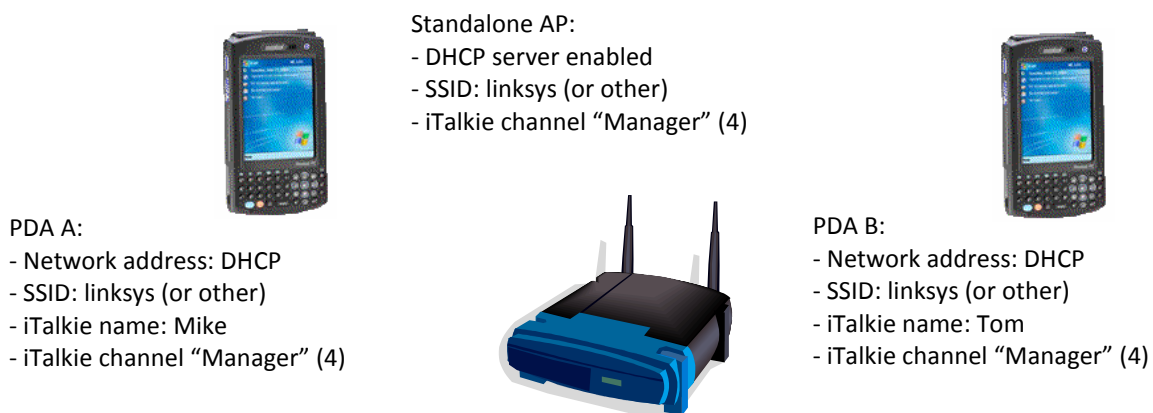 Standalone AP:
- DHCP server enabled
- SSID: linksys (or other)
- iTalkie channel “Manager” (4)
PDA A:
- Network address: DHCP
- SSID: linksys (or other)
- iTalkie name: Mike
- iTalkie channel “Manager” (4)
PDA B:
- Network address: DHCP
- SSID: linksys (or other)
- iTalkie name: Tom
- iTalkie channel “Manager” (4)